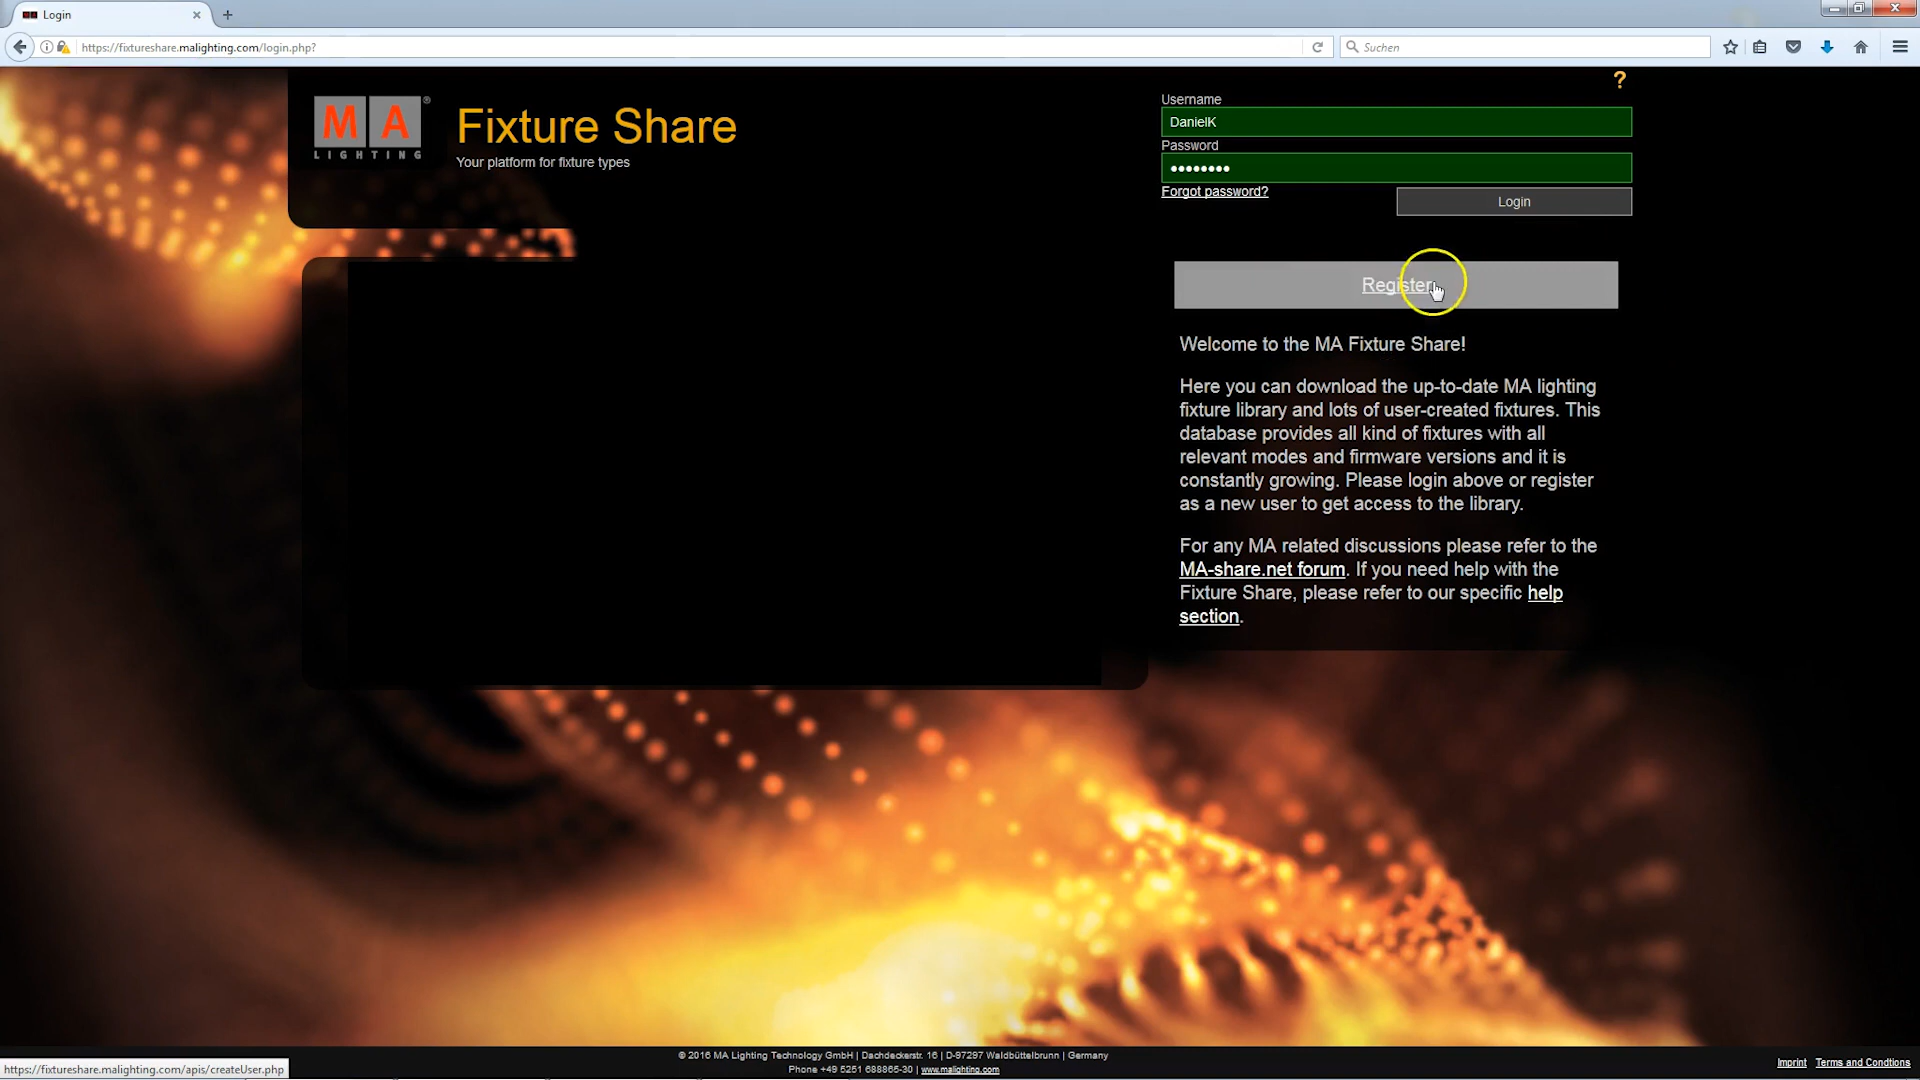 Login
https://fixtureshare.malighting.com/login.php?
Suchen
?
MA
LIGHTING
®
Fixture Share
Your platform for fixture types
Username
DanielK
Password
••••••••
Forgot password?
Login
Register
Welcome to the MA Fixture Share!
Here you can download the up-to-date MA lighting
fixture library and lots of user-created fixtures. This
database provides all kind of fixtures with all
relevant modes and firmware versions and it is
constantly growing. Please login above or register
as a new user to get access to the library.
For any MA related discussions please refer to the
MA-share.net forum. If you need help with the
Fixture Share, please refer to our specific help
section.
© 2016 MA Lighting Technology GmbH | Dachdeckerstr. 16 | D-97297 Waldbüttelbrunn | Germany
Phone +49 5251 688865-30 | www.malighting.com
Imprint Terms and Conditions
https://fixtureshare.malighting.com/apis/createUser.php